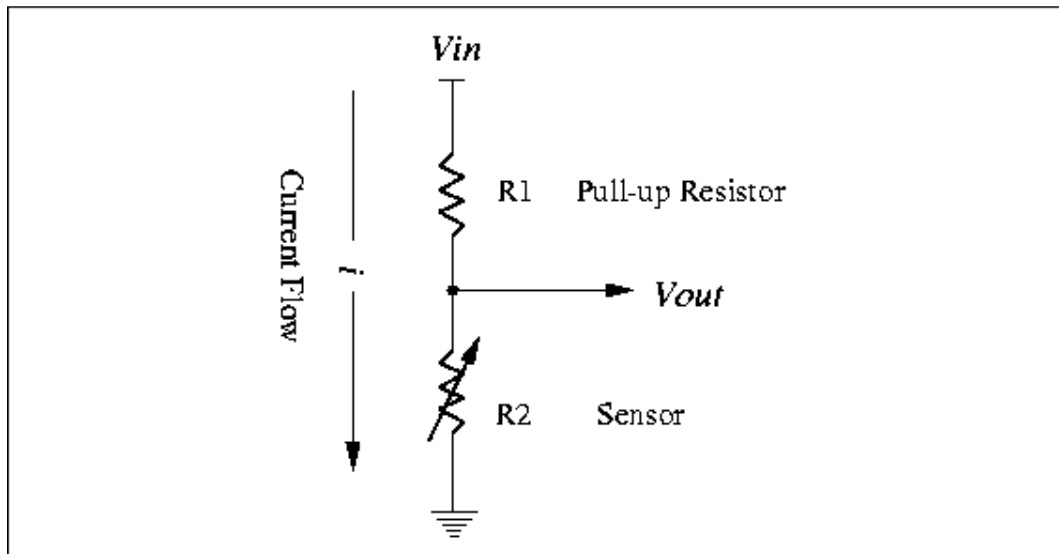 Vin
R1 Pull-up Resistor
Current Flow
i
Vout
R2 Sensor